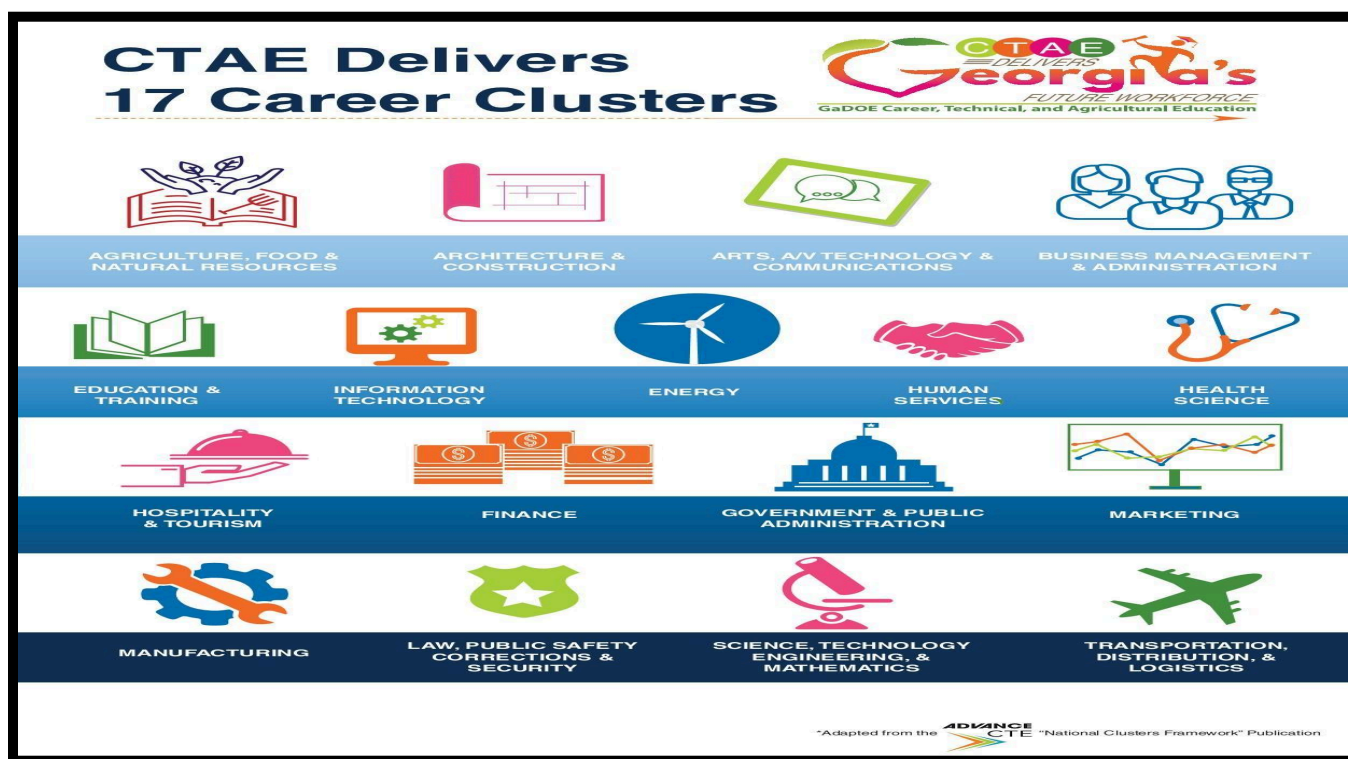 CTAE Delivers
17 Career Clusters
CTAE
DELIVERS
Georgia's
FUTURE WORKFORCE
GaDOE Career, Technical, and Agricultural Education
AGRICULTURE, FOOD &
NATURAL RESOURCES
ARCHITECTURE &
CONSTRUCTION
ARTS, A/V TECHNOLOGY &
COMMUNICATIONS
BUSINESS MANAGEMENT
& ADMINISTRATION
EDUCATION &
TRAINING
INFORMATION
TECHNOLOGY
ENERGY
HUMAN
SERVICES
HEALTH
SCIENCE
$
$
$
HOSPITALITY
& TOURISM
FINANCE
GOVERNMENT & PUBLIC
ADMINISTRATION
MARKETING
MANUFACTURING
LAW, PUBLIC SAFETY
CORRECTIONS &
SECURITY
SCIENCE, TECHNOLOGY
ENGINEERING, &
MATHEMATICS
TRANSPORTATION,
DISTRIBUTION, &
LOGISTICS
*Adapted from the ADVANCE CTE "National Clusters Framework" Publication